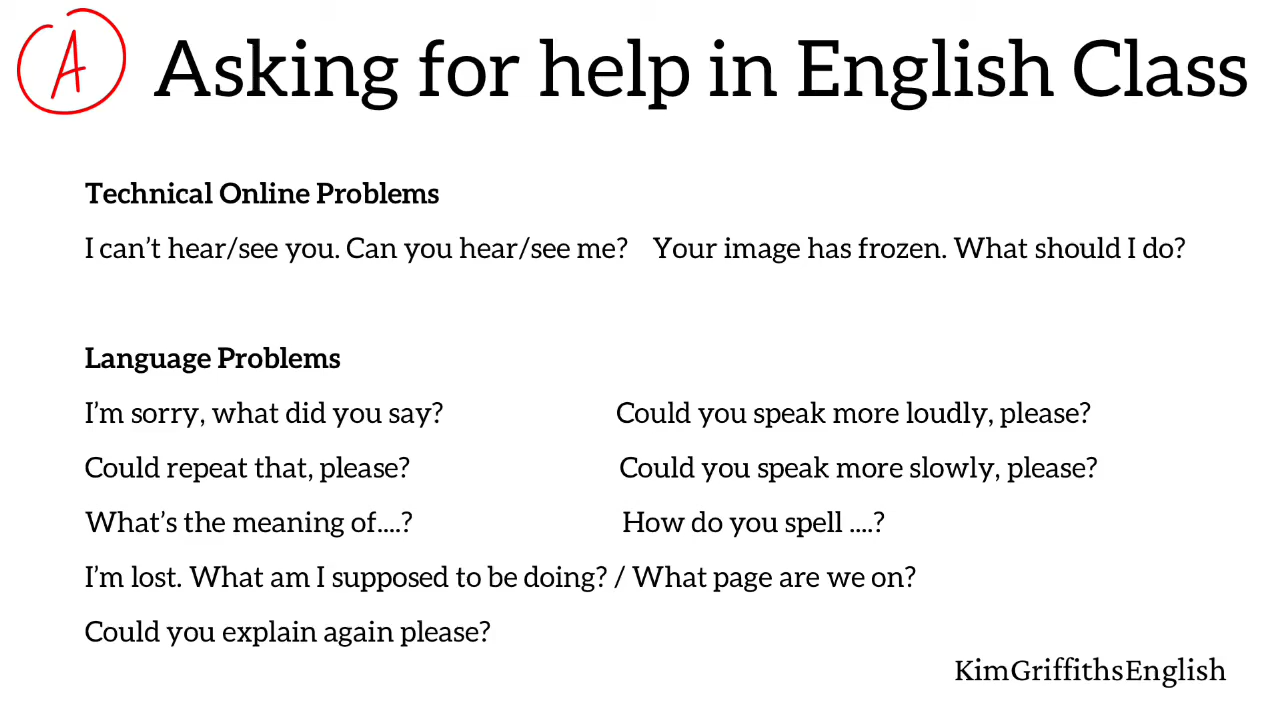 A
Asking for help in English Class
Technical Online Problems
I can't hear/see you. Can you hear/see me? Your image has frozen. What should I do?
Language Problems
I'm sorry, what did you say? Could you speak more loudly, please?
Could repeat that, please? Could you speak more slowly, please?
What's the meaning of....? How do you spell ....?
I'm lost. What am I supposed to be doing? / What page are we on?
Could you explain again please?
KimGriffithsEnglish